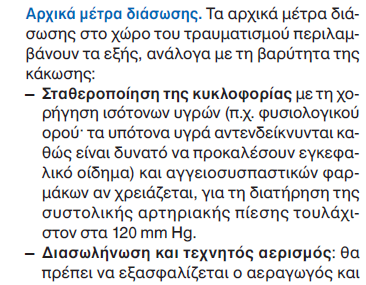 Αρχικά μέτρα διάσωσης. Τα αρχικά μέτρα διά-
σωσης στο χώρο του τραυματισμού περιλαμ-
βάνουν τα εξής, ανάλογα με τη βαρύτητα της
κάκωσης:
– Σταθεροποίηση της κυκλοφορίας με τη χο-
ρήγηση ισότονων υγρών (π.χ. φυσιολογικού
ορού· τα υπότονα υγρά αντενδείκνυνται κα-
θώς είναι δυνατό να προκαλέσουν εγκεφα-
λικό οίδημα) και αγγειοσυσπαστικών φαρ-
μάκων αν χρειάζεται, για τη διατήρηση της
συστολικής αρτηριακής πίεσης τουλάχι-
στον στα 120 mm Hg.
– Διασωλήνωση και τεχνητός αερισμός: θα
πρέπει να εξασφαλίζεται ο αεραγωγός και